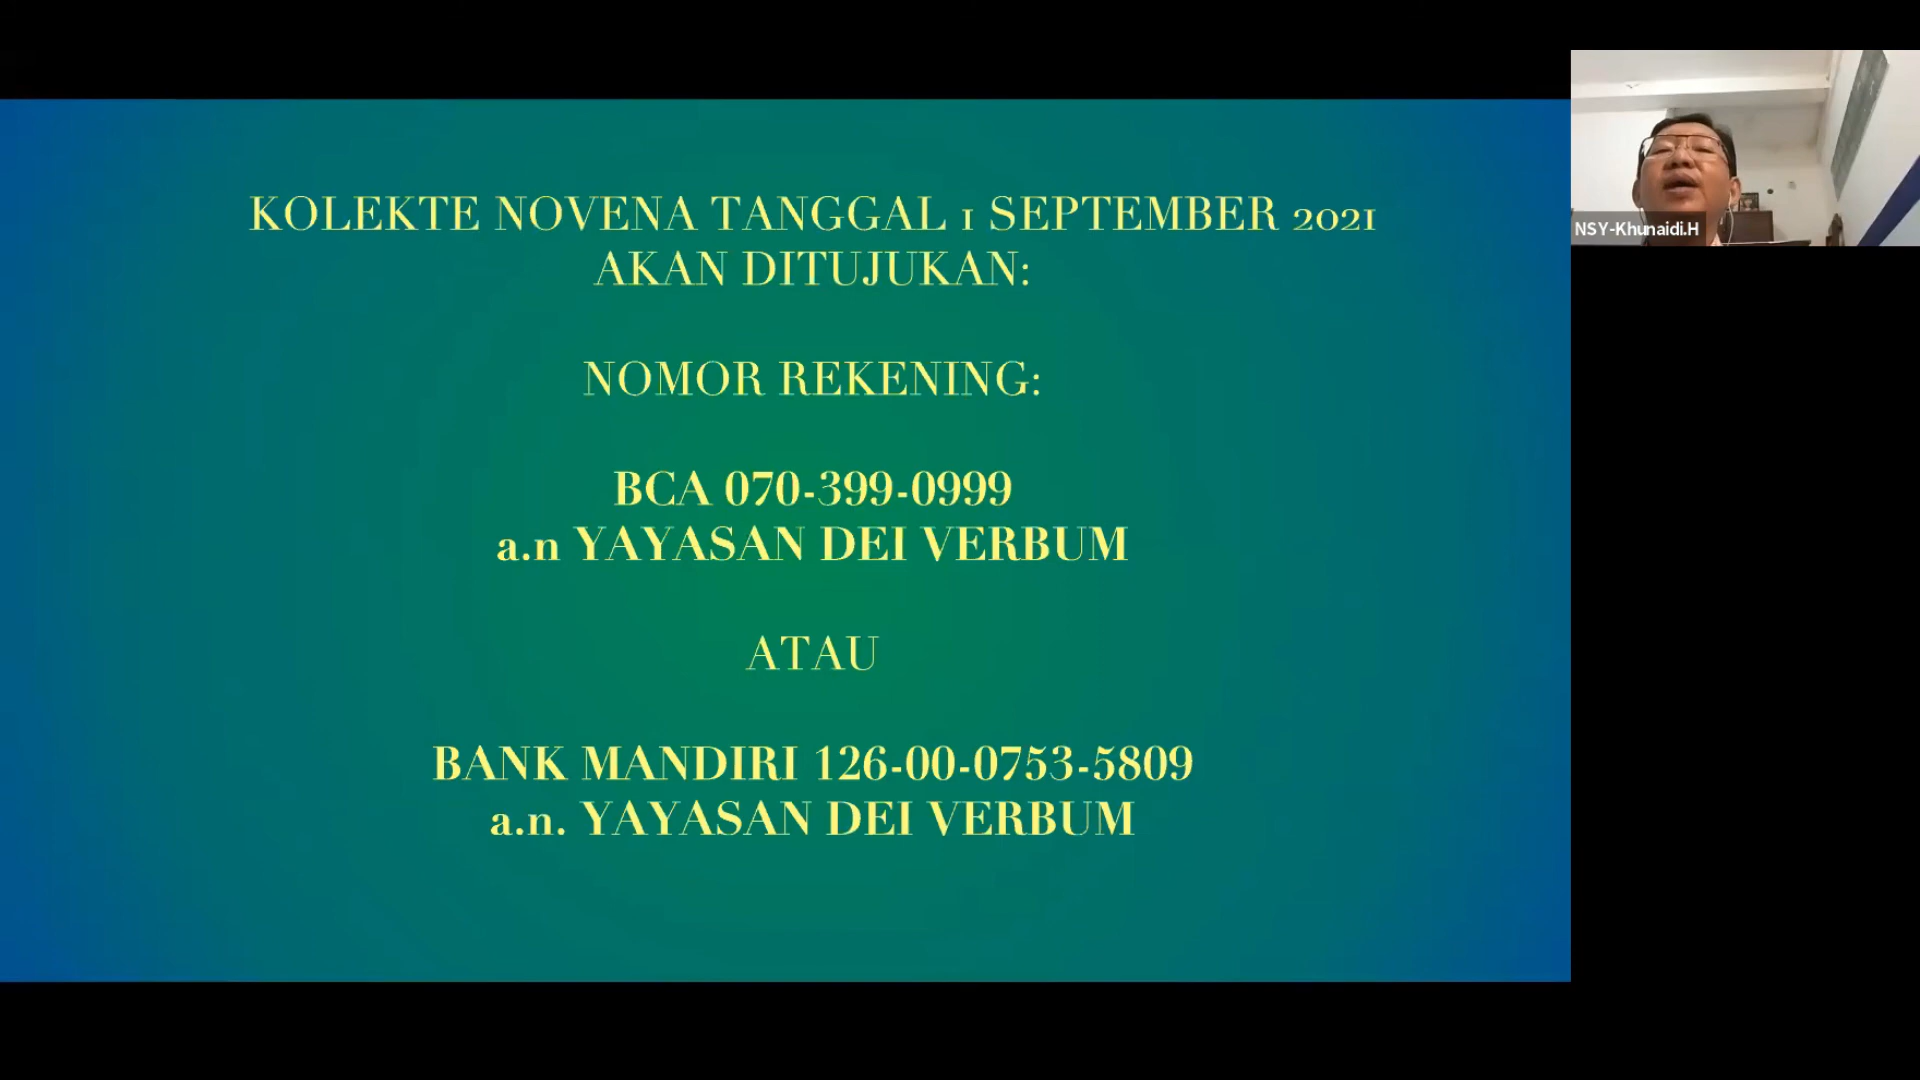 KOLEKTE NOVENA TANGGAL 1 SEPTEMBER 2021
AKAN DITUJUKAN:
NOMOR REKENING:
BCA 070-399-0999
a.n YAYASAN DEI VERBUM
ATAU
BANK MANDIRI 126-00-0753-5809
a.n. YAYASAN DEI VERBUM
NSY-Khunaidi.H